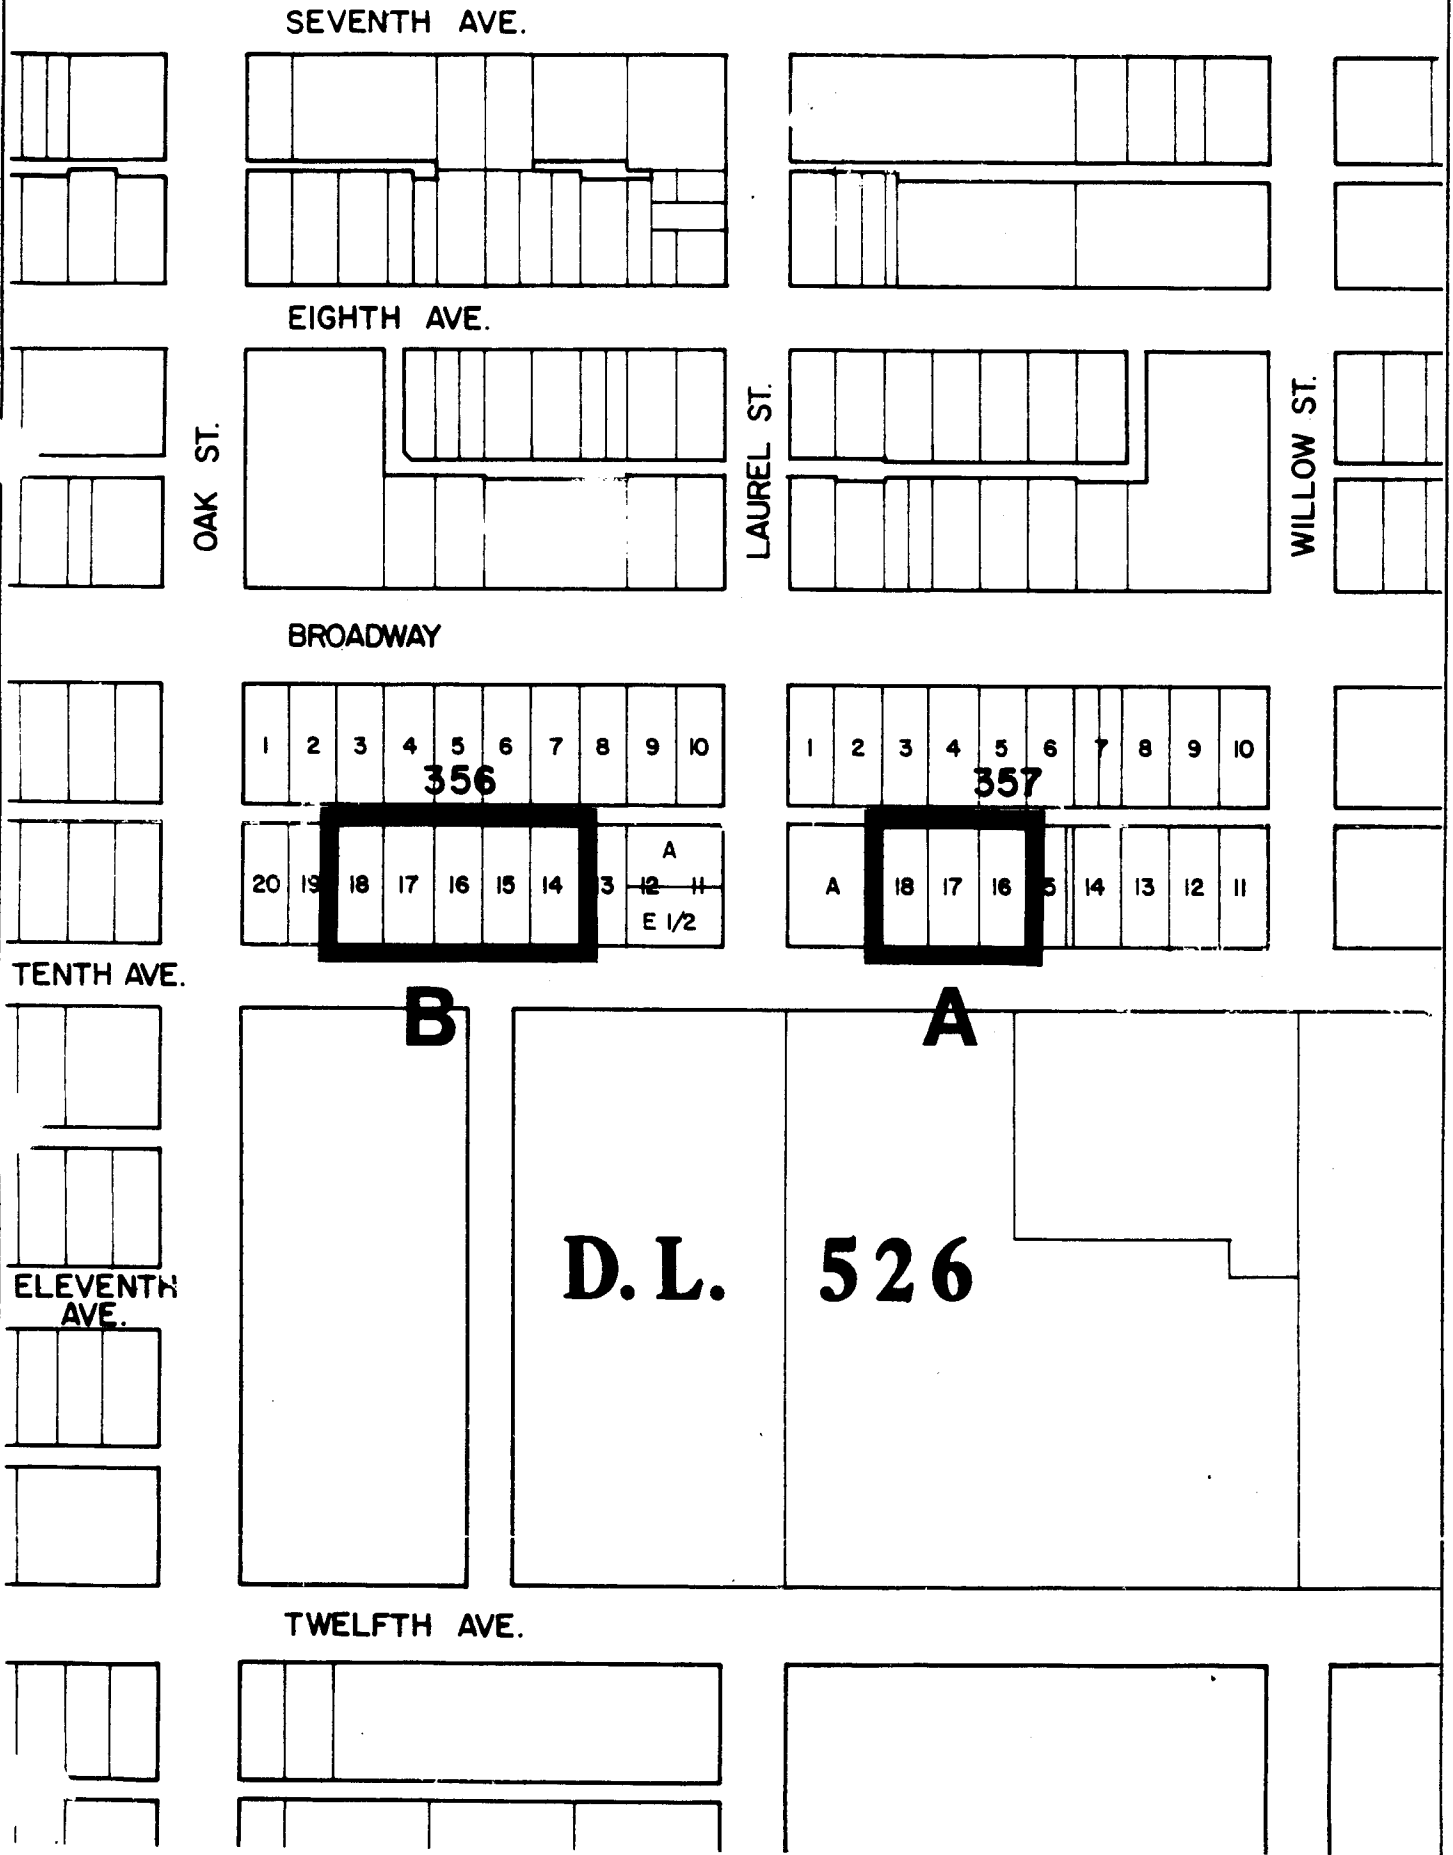 SEVENTH AVE.
EIGHTH AVE.
OAK ST.
LAUREL ST.
WILLOW ST.
BROADWAY
1 2 3 4 5 6 7 8 9 10
356
1 2 3 4 5 6 7 8 9 10
357
20 19 18 17 16 15 14 13 12 11
A
E 1/2
A 18 17 16 15 14 13 12 11
TENTH AVE.
B
A
D.L. 526
ELEVENTH
AVE.
TWELFTH AVE.